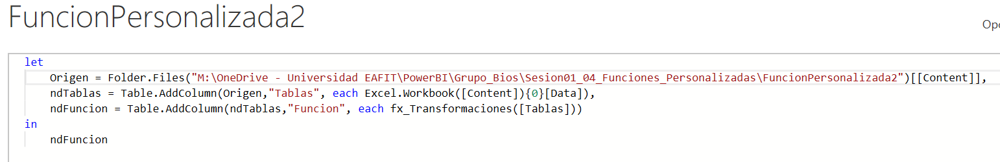 FuncionPersonalizada2
let
Origen = Folder.Files("M:\OneDrive - Universidad EAFIT\PowerBI\Grupo_Bios\Sesion01_04_Funciones_Personalizadas\FuncionPersonalizada2")[[Content]],
ndTablas = Table.AddColumn(Origen,"Tablas", each Excel.Workbook([Content]){0}[Data]),
ndFuncion = Table.AddColumn(ndTablas,"Funcion", each fx_Transformaciones([Tablas]))
in
ndFuncion